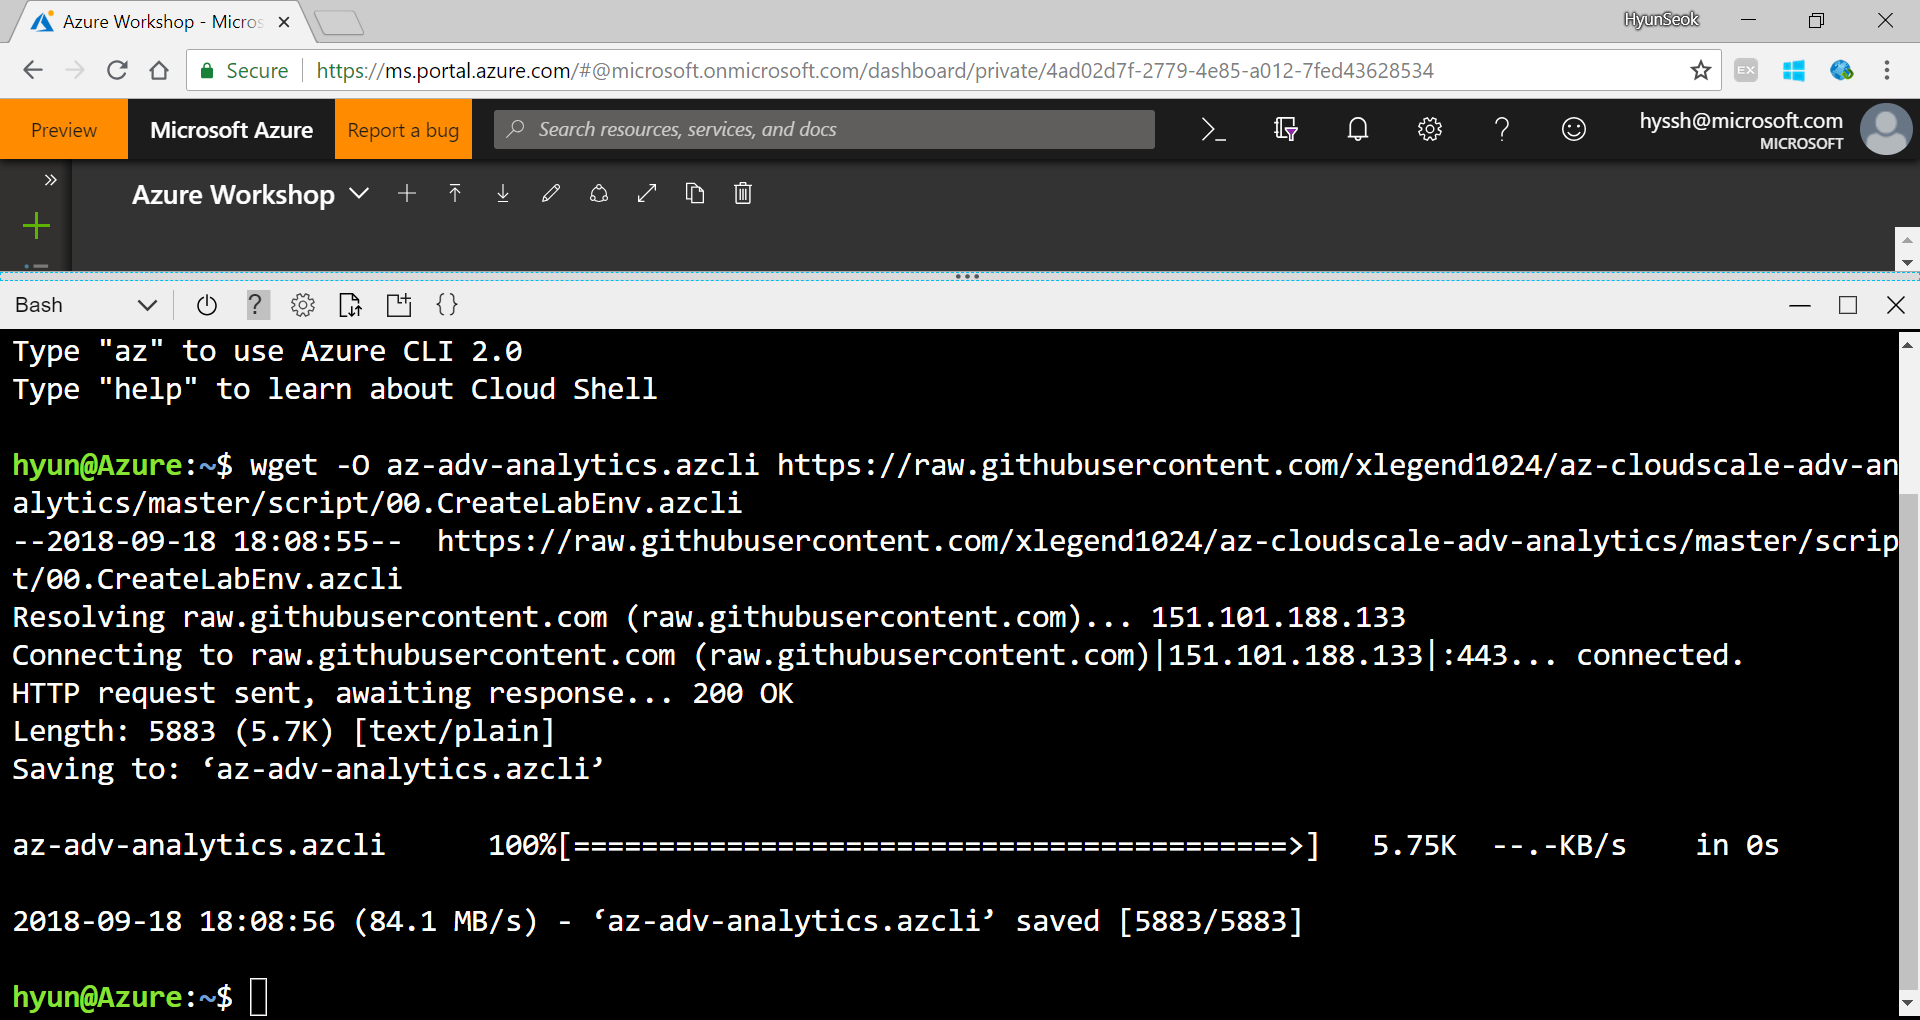 Azure Workshop - Micros
HyunSeok
Secure
https://ms.portal.azure.com/#@microsoft.onmicrosoft.com/dashboard/private/4ad02d7f-2779-4e85-a012-7fed43628534
EX
Preview
Microsoft Azure
Report a bug
Search resources, services, and docs
hyssh@microsoft.com
MICROSOFT
Azure Workshop
Bash
Type "az" to use Azure CLI 2.0
Type "help" to learn about Cloud Shell
hyun@Azure:~$ wget -O az-adv-analytics.azcli https://raw.githubusercontent.com/xlegend1024/az-cloudscale-adv-an
alytics/master/script/00.CreateLabEnv.azcli
--2018-09-18 18:08:55--  https://raw.githubusercontent.com/xlegend1024/az-cloudscale-adv-analytics/master/scrip
t/00.CreateLabEnv.azcli
Resolving raw.githubusercontent.com (raw.githubusercontent.com)... 151.101.188.133
Connecting to raw.githubusercontent.com (raw.githubusercontent.com)|151.101.188.133|:443... connected.
HTTP request sent, awaiting response... 200 OK
Length: 5883 (5.7K) [text/plain]
Saving to: ‘az-adv-analytics.azcli’
az-adv-analytics.azcli      100%[==========================================>]   5.75K  --.-KB/s    in 0s
2018-09-18 18:08:56 (84.1 MB/s) - ‘az-adv-analytics.azcli’ saved [5883/5883]
hyun@Azure:~$